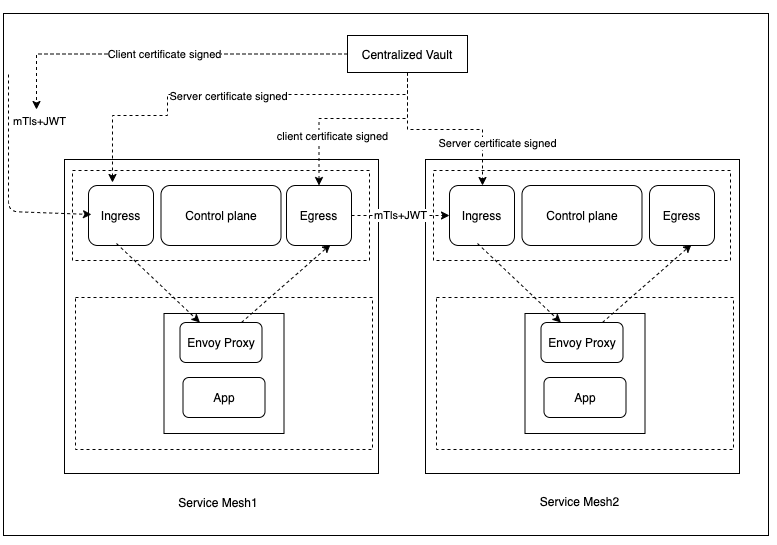 Centralized Vault
Client certificate signed
Server certificate signed
mTls+JWT
client certificate signed
Server certificate signed
Ingress
Control plane
Egress
mTls+JWT
Ingress
Control plane
Egress
Envoy Proxy
App
Envoy Proxy
App
Service Mesh1
Service Mesh2